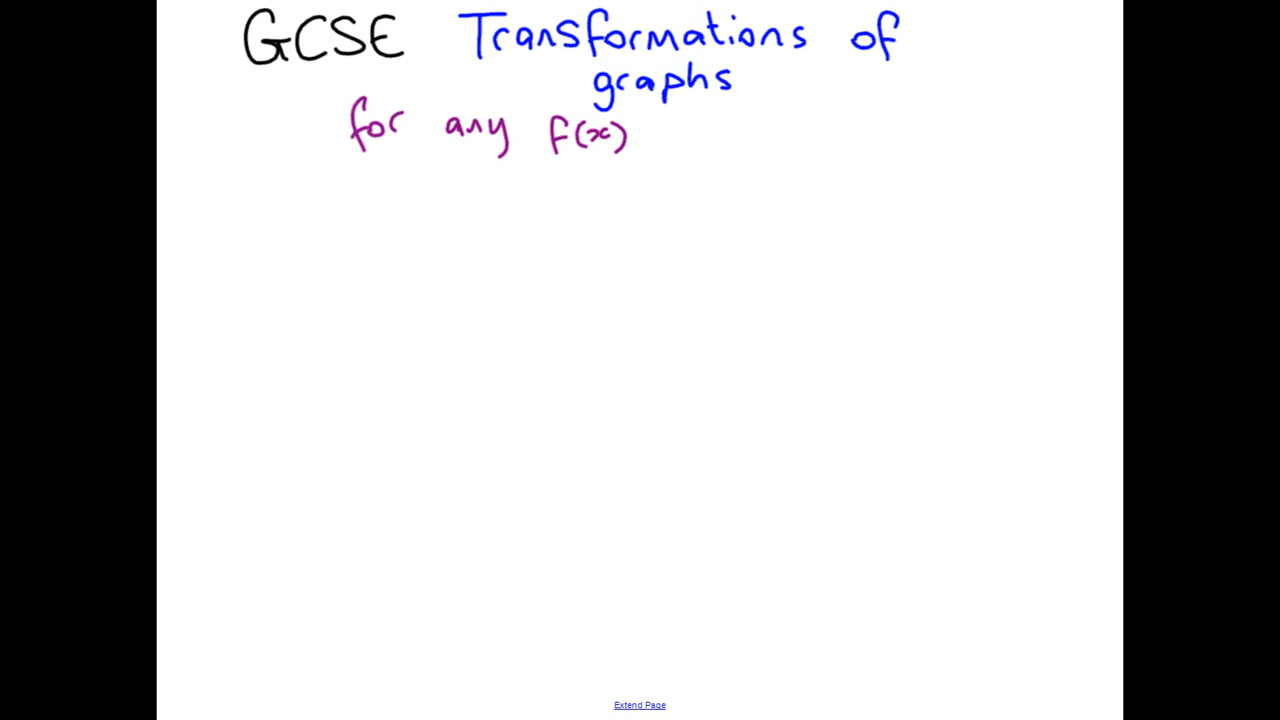 GCSE Transformations of
graphs
for any f(x)
Extend Page